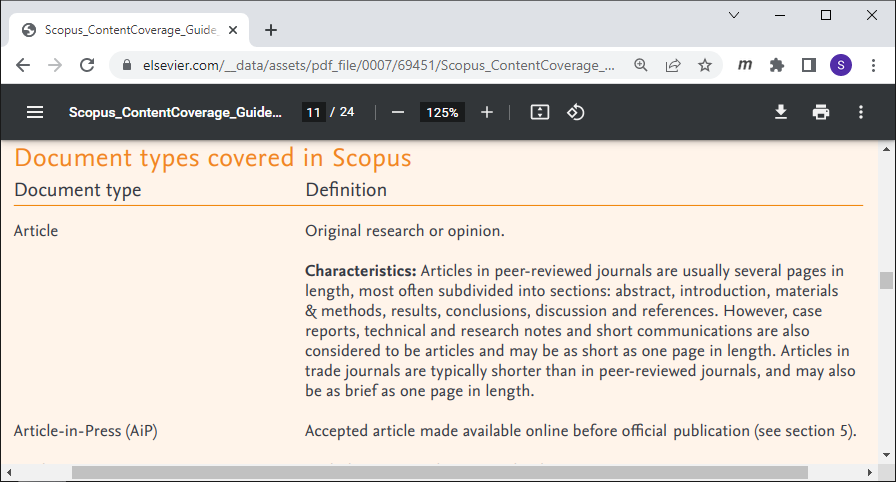 Scopus_ContentCoverage_Guide_
elsevier.com/__data/assets/pdf_file/0007/69451/Scopus_ContentCoverage_...
m
S
Scopus_ContentCoverage_Guide... 11 / 24 125%
Document types covered in Scopus
Document type Definition
Article Original research or opinion.
Characteristics: Articles in peer-reviewed journals are usually several pages in
length, most often subdivided into sections: abstract, introduction, materials
& methods, results, conclusions, discussion and references. However, case
reports, technical and research notes and short communications are also
considered to be articles and may be as short as one page in length. Articles in
trade journals are typically shorter than in peer-reviewed journals, and may also
be as brief as one page in length.
Article-in-Press (AiP) Accepted article made available online before official publication (see section 5).